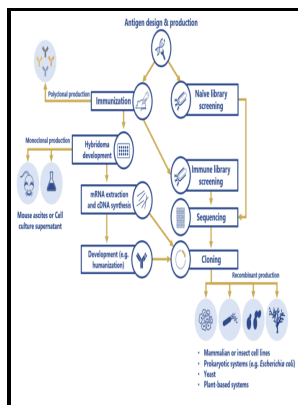 Antigen design & production
Polyclonal production
Immunization
Naïve library
screening
Monoclonal production
Hybridoma
development
Immune library
screening
mRNA extraction
and cDNA synthesis
Mouse ascites or Cell
culture supernatant
Sequencing
Development (e.g.
humanization)
Cloning
Recombinant production
• Mammalian or insect cell lines
• Prokaryotic systems (e.g. Escherichia coli)
• Yeast
• Plant-based systems